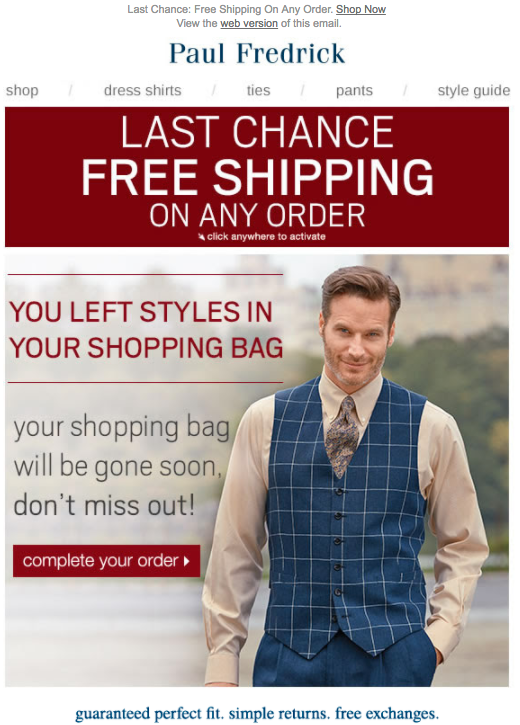 Last Chance: Free Shipping On Any Order. Shop Now
View the web version of this email.
Paul Fredrick
shop / dress shirts / ties / pants / style guide
LAST CHANCE
FREE SHIPPING
ON ANY ORDER
click anywhere to activate
YOU LEFT STYLES IN
YOUR SHOPPING BAG
your shopping bag
will be gone soon,
don't miss out!
complete your order
guaranteed perfect fit. simple returns. free exchanges.